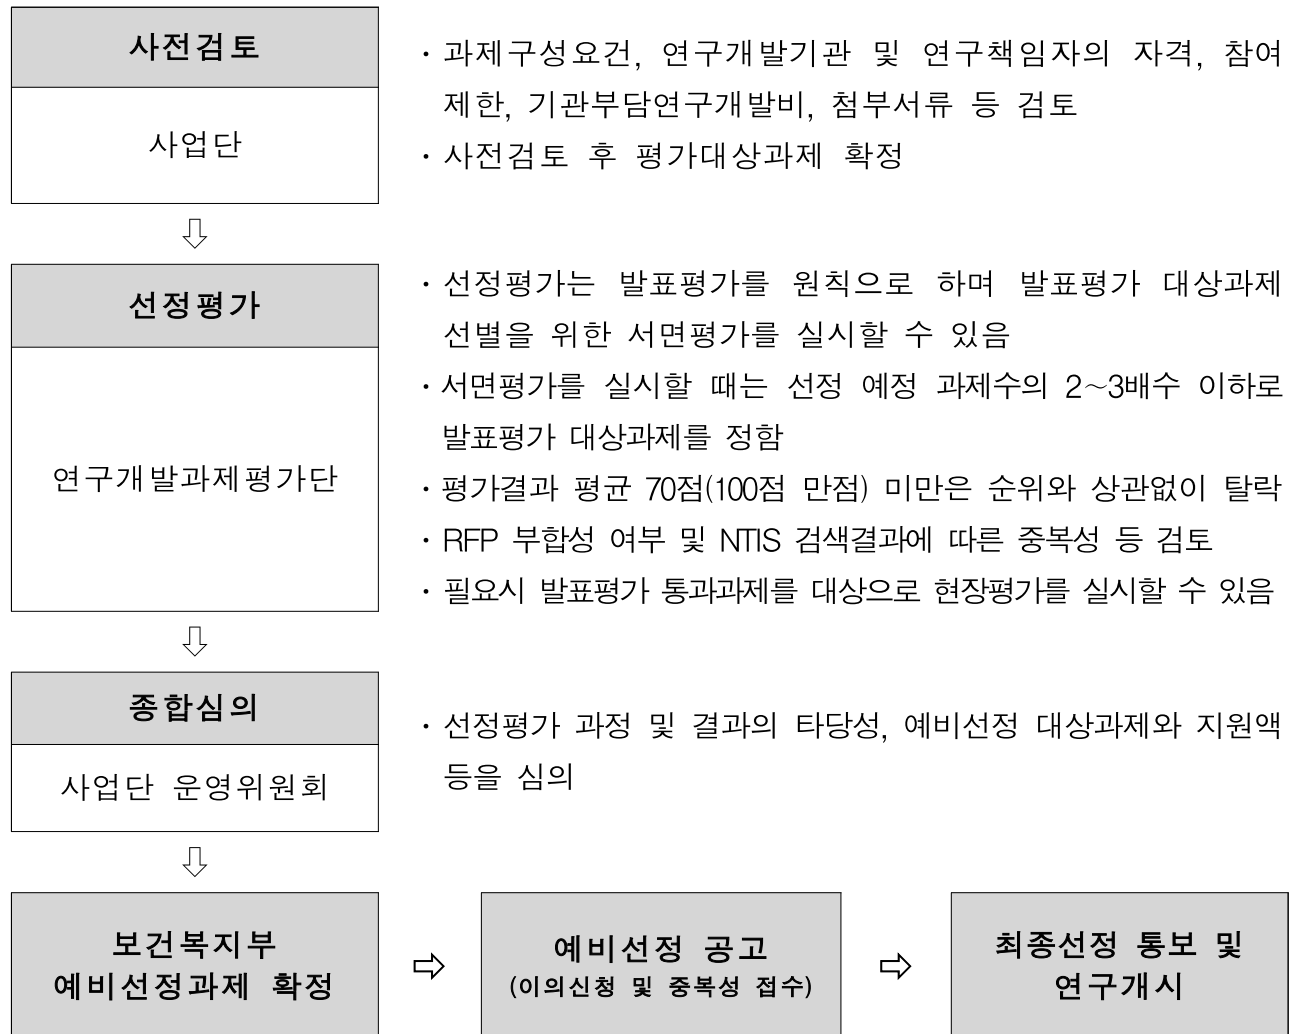 사전검토
사업단
· 과제구성요건, 연구개발기관 및 연구책임자의 자격, 참여
제한, 기관부담연구개발비, 첨부서류 등 검토
· 사전검토 후 평가대상과제 확정
⇩
선정평가
연구개발과제평가단
· 선정평가는 발표평가를 원칙으로 하며 발표평가 대상과제
선별을 위한 서면평가를 실시할 수 있음
· 서면평가를 실시할 때는 선정 예정 과제수의 2~3배수 이하로
발표평가 대상과제를 정함
· 평가결과 평균 70점(100점 만점) 미만은 순위와 상관없이 탈락
· RFP 부합성 여부 및 NTIS 검색결과에 따른 중복성 등 검토
· 필요시 발표평가 통과과제를 대상으로 현장평가를 실시할 수 있음
⇩
종합심의
사업단 운영위원회
· 선정평가 과정 및 결과의 타당성, 예비선정 대상과제와 지원액
등을 심의
⇩
보건복지부
예비선정과제 확정
⇨
예비선정 공고
(이의신청 및 중복성 접수)
⇨
최종선정 통보 및
연구개시